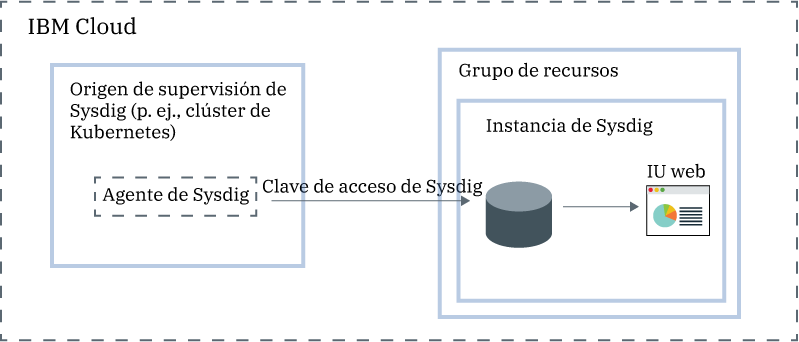 IBM Cloud
Origen de supervisión de
Sysdig (p. ej., clúster de
Kubernetes)
Agente de Sysdig
Clave de acceso de Sysdig
Grupo de recursos
Instancia de Sysdig
IU web